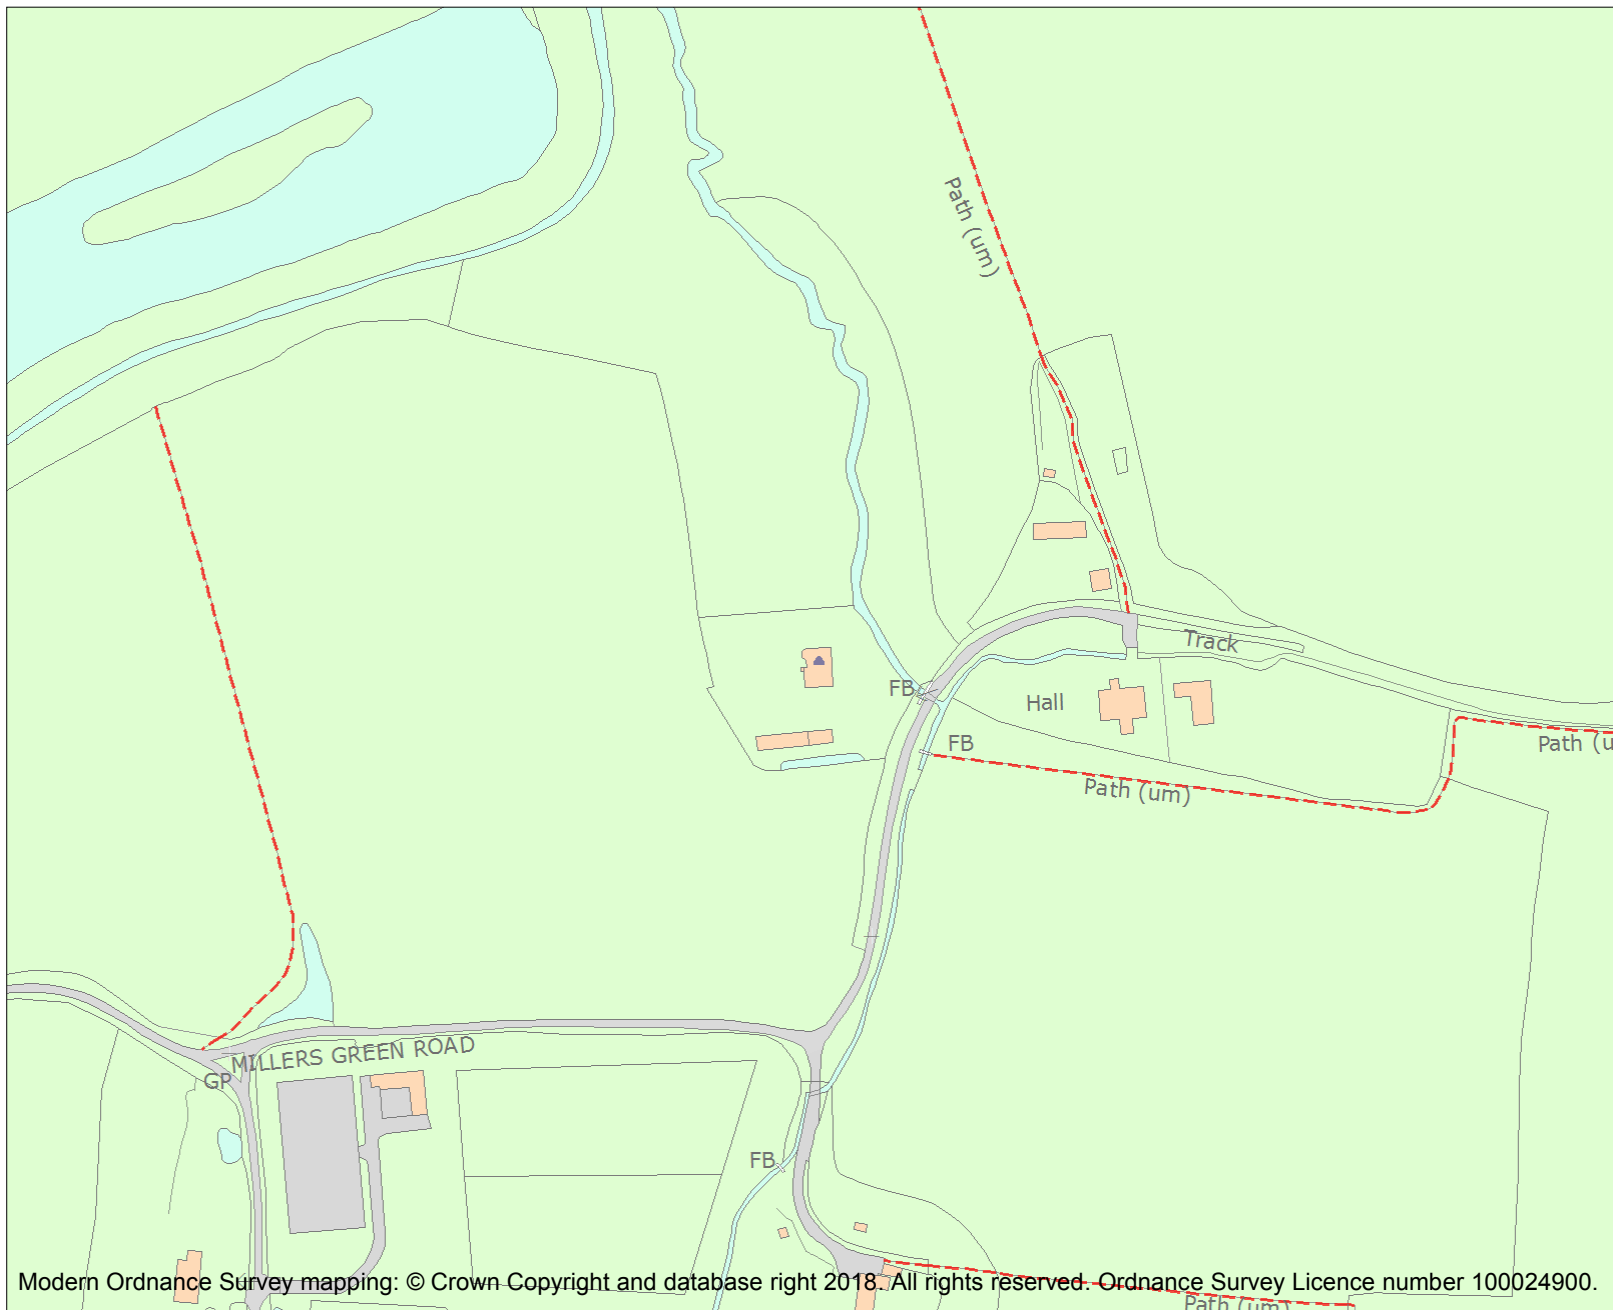 Path (um)
Track
FB
Hall
FB
Path (u
Path (um)
MILLERS GREEN ROAD
GP
FB
Modern Ordnance Survey mapping: © Crown Copyright and database right 2018. All rights reserved. Ordnance Survey Licence number 100024900.
Path (um)